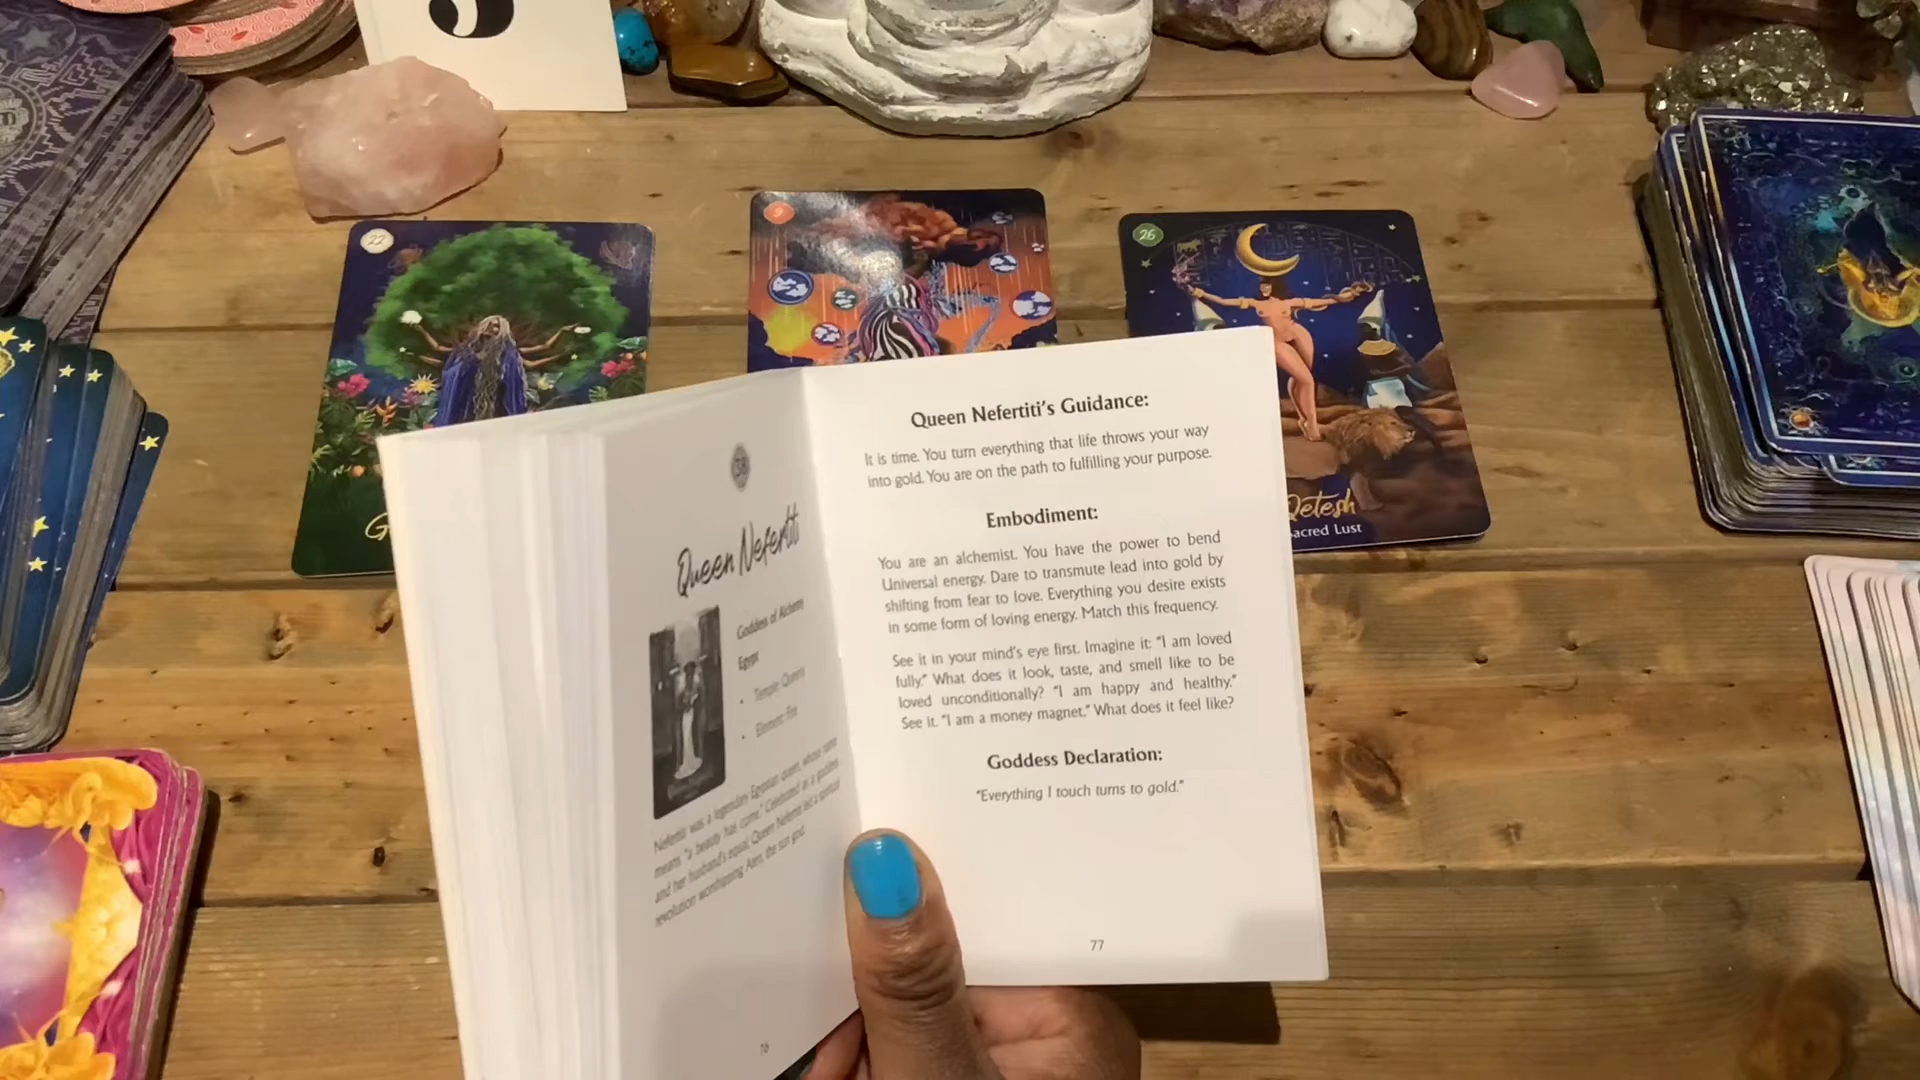 22
9
26
G
Qetesh
Sacred Lust
38
Queen Nefertiti
Goddess of Alchemy
Egypt
• Temple: Queens
• Element: Fire
Nefertiti was a legendary Egyptian queen, whose name
means "a beauty has come." Celebrated as a goddess
and her husband's equal, Queen Nefertiti led a spiritual
revolution worshipping Aten, the sun god.
76
Queen Nefertiti's Guidance:
It is time. You turn everything that life throws your way
into gold. You are on the path to fulfilling your purpose.
Embodiment:
You are an alchemist. You have the power to bend
Universal energy. Dare to transmute lead into gold by
shifting from fear to love. Everything you desire exists
in some form of loving energy. Match this frequency.
See it in your mind's eye first. Imagine it: "I am loved
fully." What does it look, taste, and smell like to be
loved unconditionally? "I am happy and healthy."
See it. "I am a money magnet." What does it feel like?
Goddess Declaration:
"Everything I touch turns to gold."
77